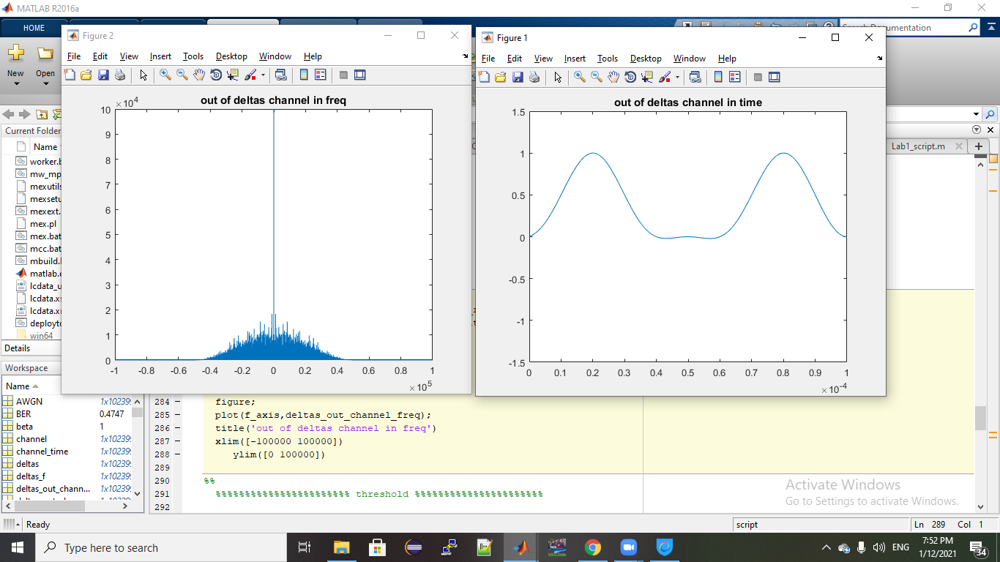 MATLAB R2016a
HOME
Search Documentation
New
Open
Current Folder
Name
worker.b
mw_mp
mexutils
mexsetu
mexext.
mex.pl
mex.bat
mcc.bat
mbuild.
matlab.e
lcdata_u
lcdata.xs
lcdata.xr
deployto
win64
Details
Workspace
Name
AWGN 1x102399
BER 0.4747
beta 1
channel 1x102399
channel_time 1x102399
deltas 1x102399
deltas_f 1x102399
deltas_out_chann... 1x102399
Figure 2
File Edit View Insert Tools Desktop Window Help
out of deltas channel in freq
×10^4
10
9
8
7
6
5
4
3
2
1
0
-1 -0.8 -0.6 -0.4 -0.2 0 0.2 0.4 0.6 0.8 1
×10^5
Figure 1
File Edit View Insert Tools Desktop Window Help
out of deltas channel in time
1.5
1
0.5
0
-0.5
-1
-1.5
0 0.1 0.2 0.3 0.4 0.5 0.6 0.7 0.8 0.9 1
×10^-4
Lab1_script.m
284 – figure;
285 – plot(f_axis,deltas_out_channel_freq);
286 – title('out of deltas channel in freq')
287 – xlim([-100000 100000])
288 – ylim([0 100000])
289
290 %%
291 %%%%%%%%%%%%%%%%%%%%%%% threshold %%%%%%%%%%%%%%%%%%%%%%
292
Activate Windows
Go to Settings to activate Windows.
Ready
script
Ln 289 Col 1
Type here to search
ENG
7:52 PM
1/12/2021
34